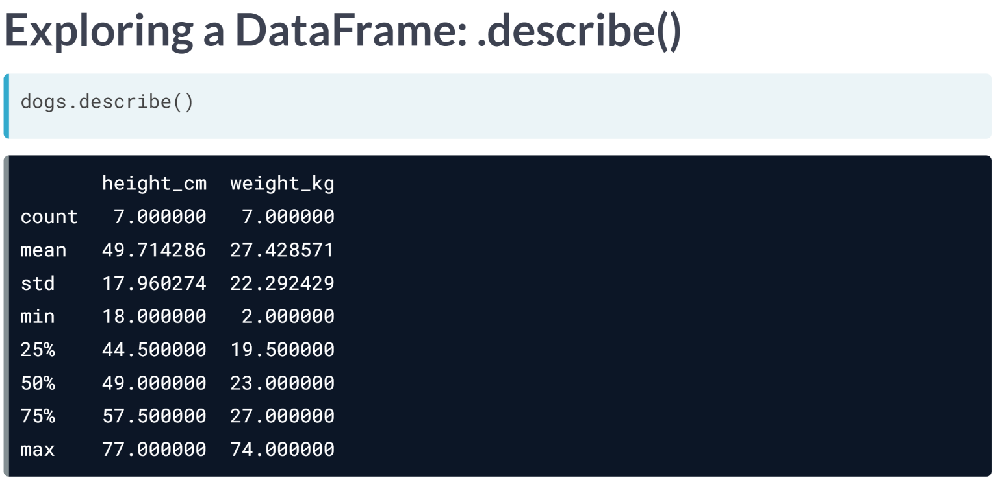 Exploring a DataFrame: .describe()
dogs.describe()
height_cm weight_kg
count 7.000000 7.000000
mean 49.714286 27.428571
std 17.960274 22.292429
min 18.000000 2.000000
25% 44.500000 19.500000
50% 49.000000 23.000000
75% 57.500000 27.000000
max 77.000000 74.000000